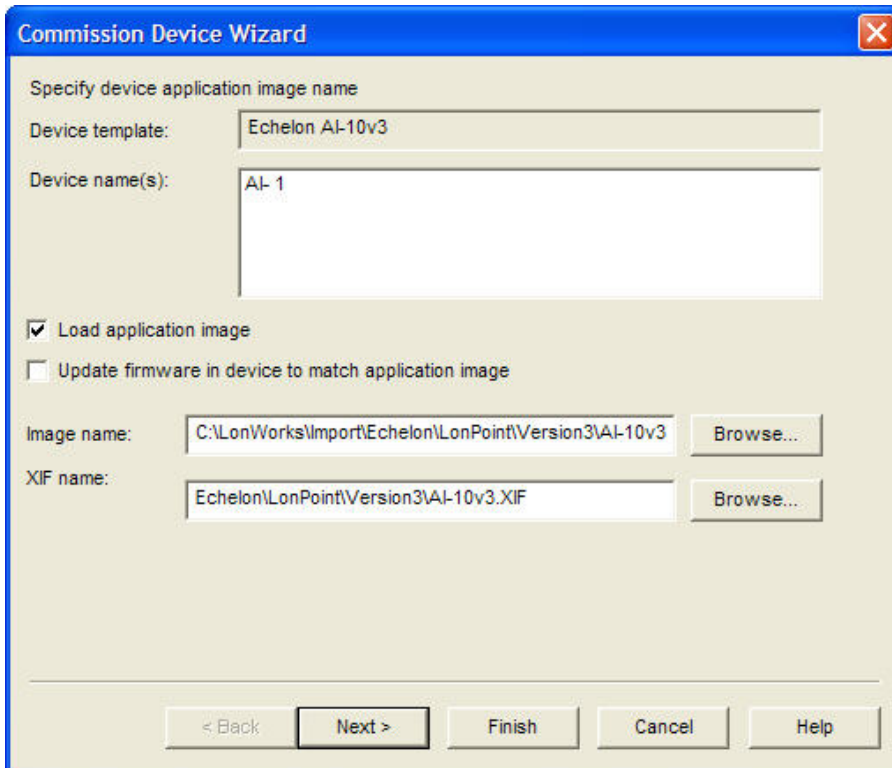 Commission Device Wizard
Specify device application image name
Device template: Echelon AI-10v3
Device name(s): AI- 1
Load application image
Update firmware in device to match application image
Image name: C:\LonWorks\Import\Echelon\LonPoint\Version3\AI-10v3 Browse...
XIF name:
Echelon\LonPoint\Version3\AI-10v3.XIF Browse...
< Back Next > Finish Cancel Help